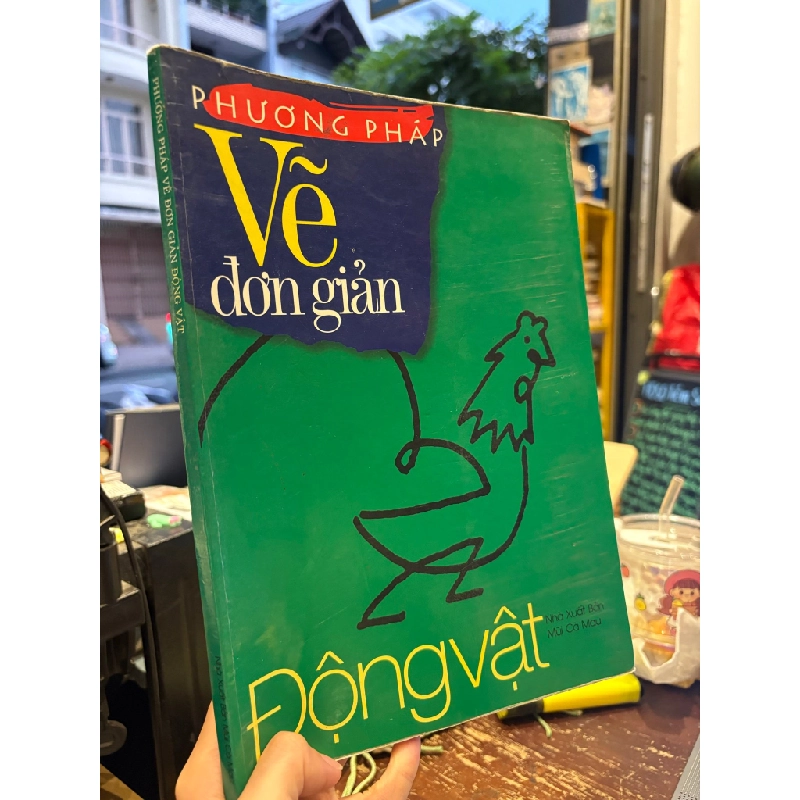 PHƯƠNG PHÁP
Vẽ
đơn giản
Động vật
Nhà Xuất Bản
Mũi Cà Mau
PHƯƠNG PHÁP VẼ ĐƠN GIẢN ĐỘNG VẬT